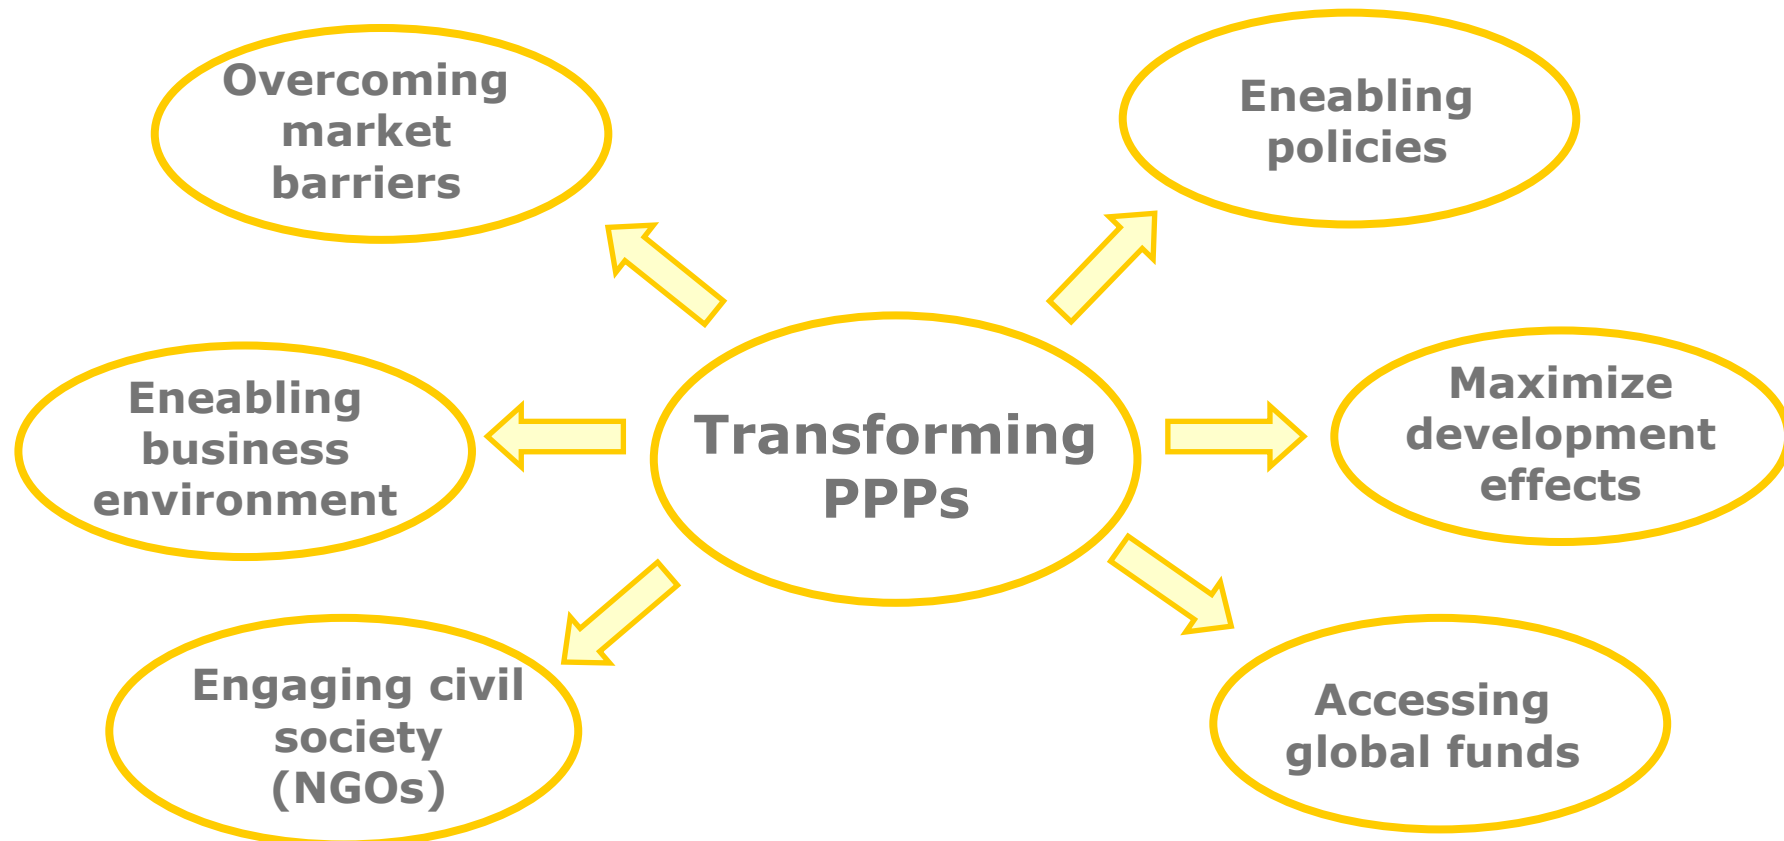 Overcoming
market
barriers
Eneabling
policies
Eneabling
business
environment
Transforming
PPPs
Maximize
development
effects
Engaging civil
society
(NGOs)
Accessing
global funds